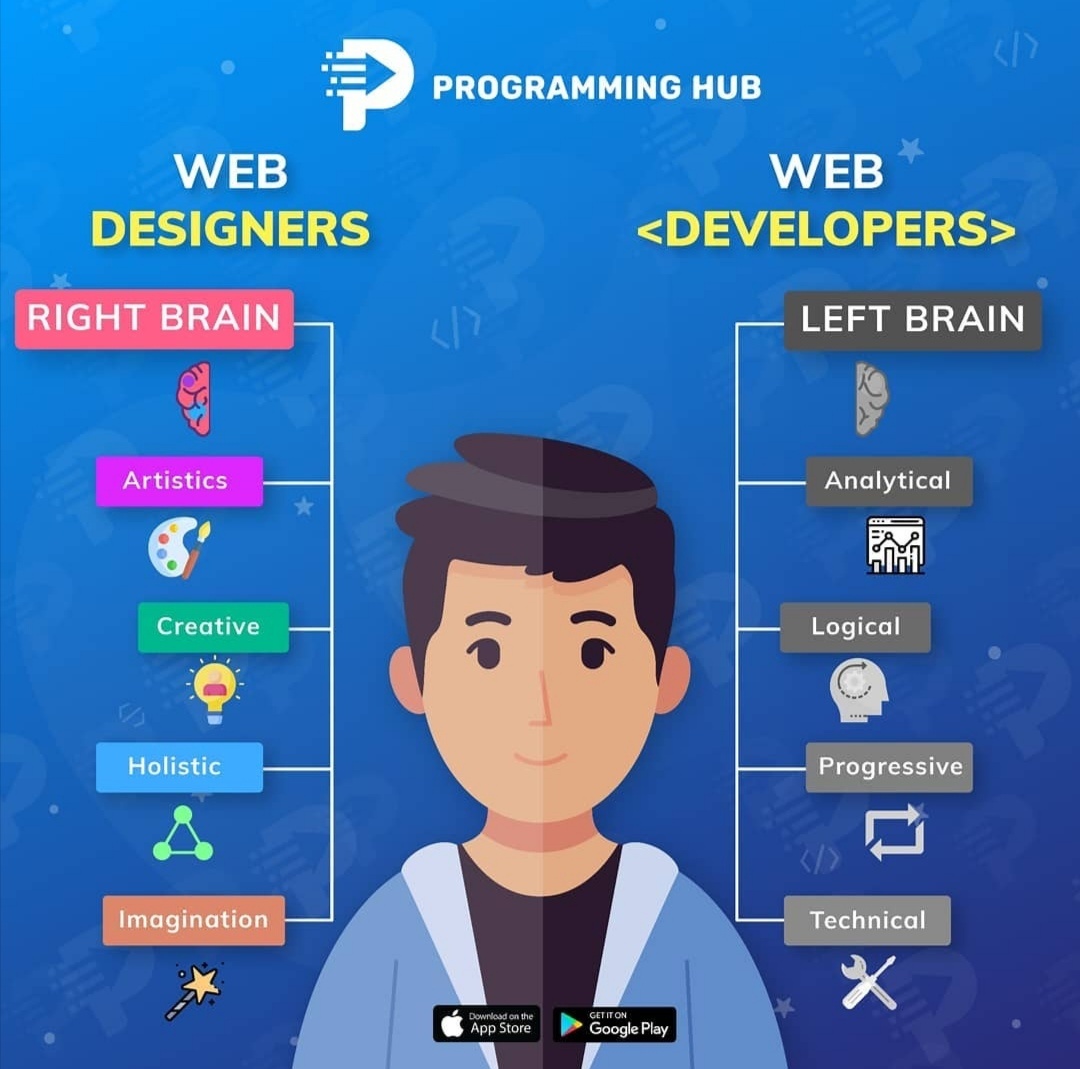 PROGRAMMING HUB
WEB
DESIGNERS
RIGHT BRAIN
Artistics
Creative
Holistic
Imagination
WEB
<DEVELOPERS>
LEFT BRAIN
Analytical
Logical
Progressive
Technical
Download on the
App Store
GET IT ON
Google Play